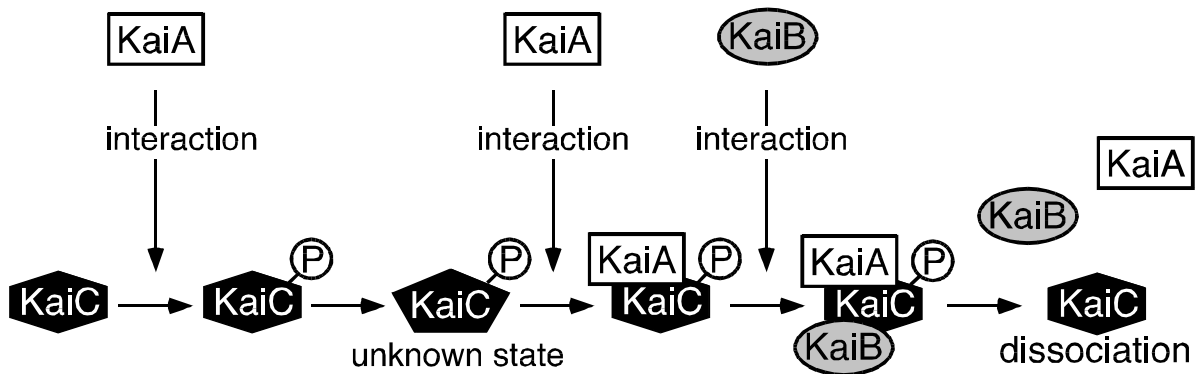 KaiA
KaiA
KaiB
interaction
interaction
interaction
KaiA
KaiB
P
P
KaiA
P
KaiA
P
KaiC
KaiC
KaiC
KaiC
KaiC
KaiC
unknown state
KaiB
dissociation